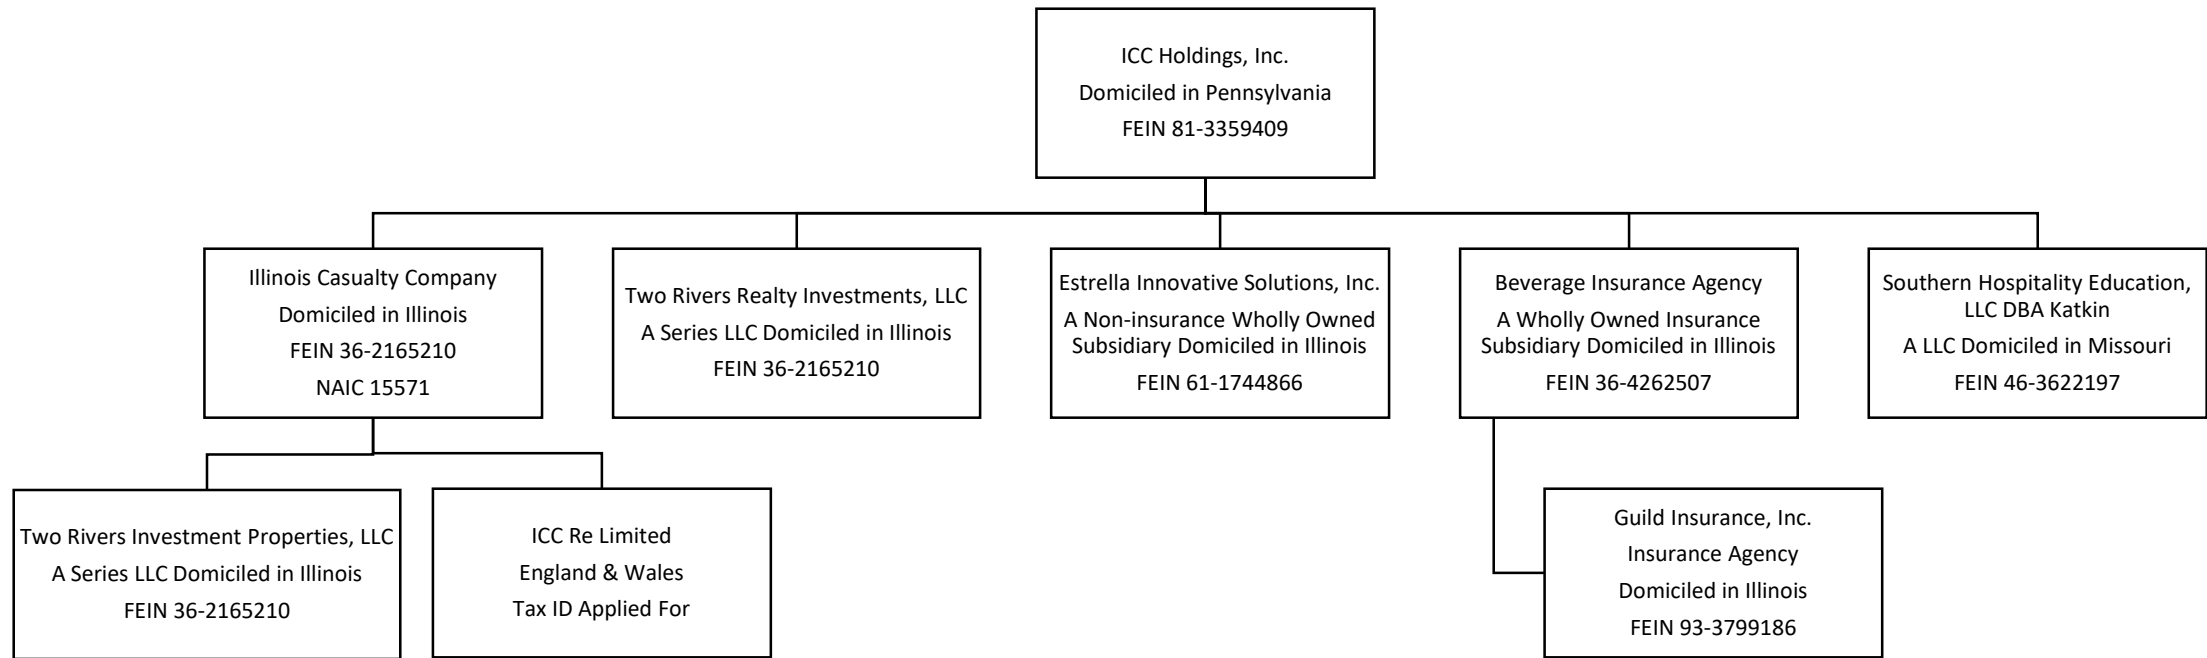 ICC Holdings, Inc.
Domiciled in Pennsylvania
FEIN 81-3359409
Illinois Casualty Company
Domiciled in Illinois
FEIN 36-2165210
NAIC 15571
Two Rivers Realty Investments, LLC
A Series LLC Domiciled in Illinois
FEIN 36-2165210
Estrella Innovative Solutions, Inc.
A Non-insurance Wholly Owned
Subsidiary Domiciled in Illinois
FEIN 61-1744866
Beverage Insurance Agency
A Wholly Owned Insurance
Subsidiary Domiciled in Illinois
FEIN 36-4262507
Southern Hospitality Education,
LLC DBA Katkin
A LLC Domiciled in Missouri
FEIN 46-3622197
Two Rivers Investment Properties, LLC
A Series LLC Domiciled in Illinois
FEIN 36-2165210
ICC Re Limited
England & Wales
Tax ID Applied For
Guild Insurance, Inc.
Insurance Agency
Domiciled in Illinois
FEIN 93-3799186